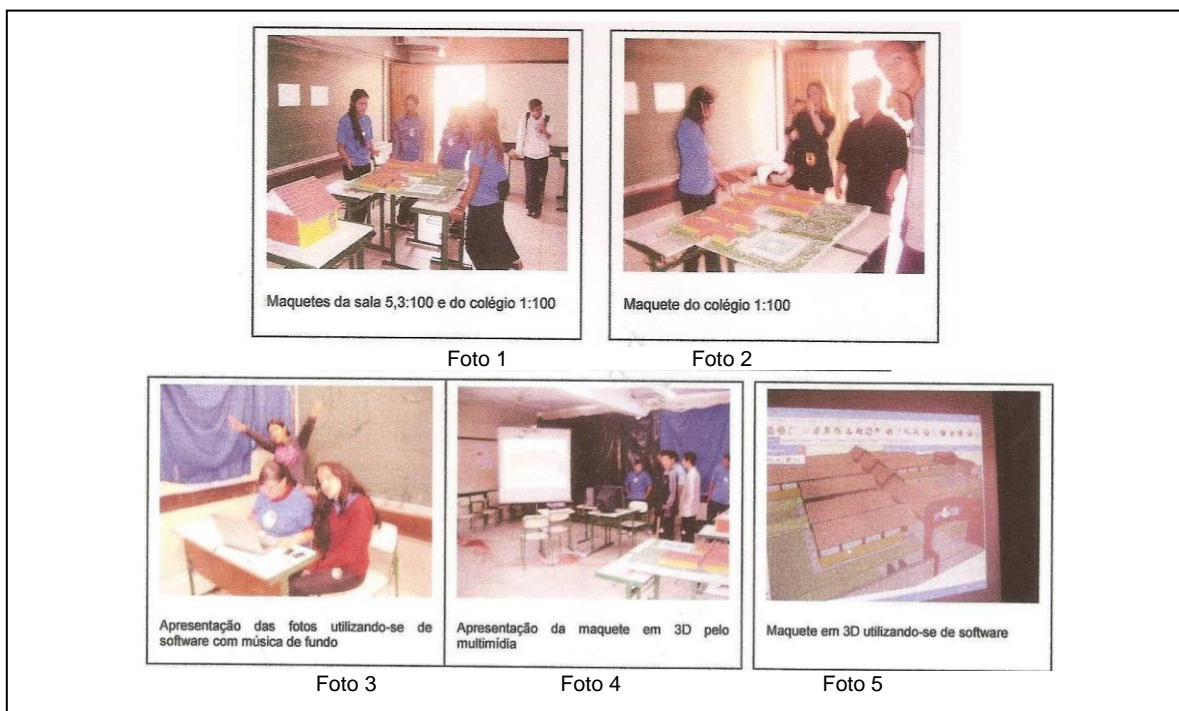 Maquetes da sala 5,3:100 e do colégio 1:100
Maquete do colégio 1:100
Foto 1
Foto 2
Apresentação das fotos utilizando-se de
software com música de fundo
Apresentação da maquete em 3D pelo
multimídia
Maquete em 3D utilizando-se de software
Foto 3
Foto 4
Foto 5